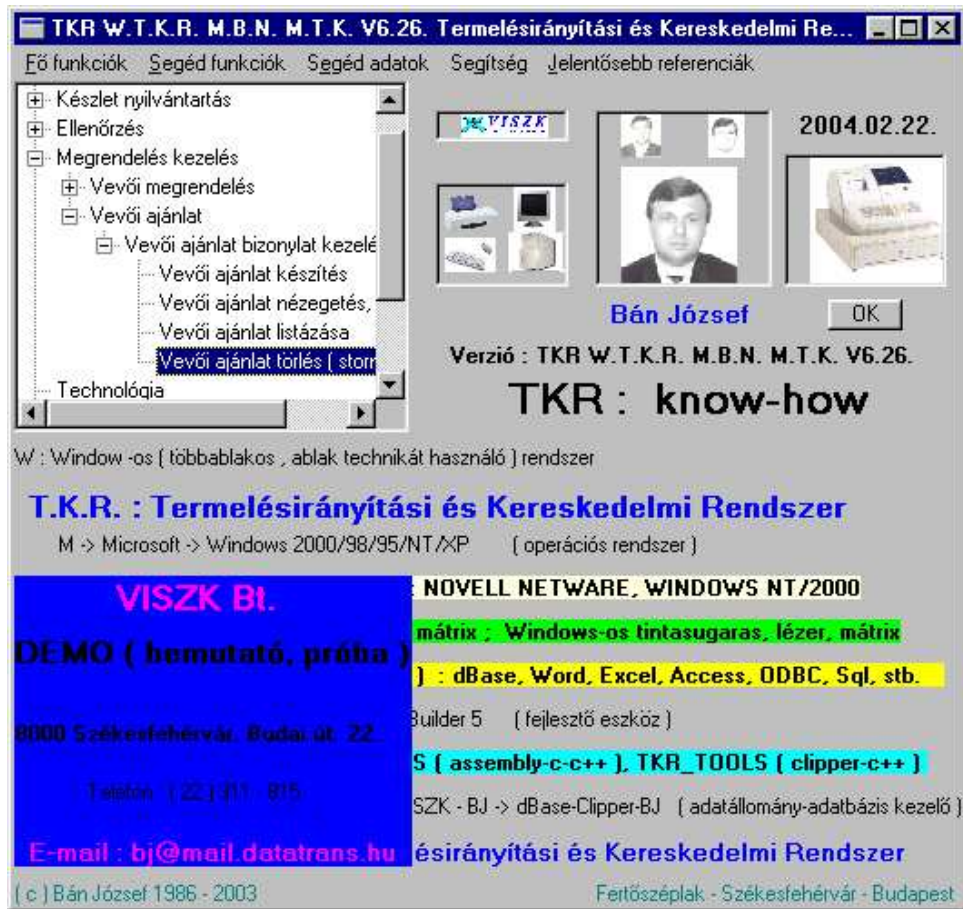 TKR W.T.K.R. M.B.N. M.T.K. V6.26. Termelésirányítási és Kereskedelmi Re...
Fő funkciók Segéd funkciók Segéd adatok Segítség Jelentősebb referenciák
Készlet nyilvántartás
Ellenőrzés
Megrendelés kezelés
Vevői megrendelés
Vevői ajánlat
Vevői ajánlat bizonylat kezelé
Vevői ajánlat készítés
Vevői ajánlat nézegetés,
Vevői ajánlat listázása
Vevői ajánlat törlés ( storn
Technológia
VISZK
2004.02.22.
Bán József
OK
Verzió : TKR W.T.K.R. M.B.N. M.T.K. V6.26.
TKR : know-how
W : Window -os ( többablakos , ablak technikát használó ) rendszer
T.K.R. : Termelésirányítási és Kereskedelmi Rendszer
M -> Microsoft -> Windows 2000/98/95/NT/XP ( operációs rendszer )
VISZK Bt.
DEMO ( bemutató, próba )
8000 Székesfehérvár, Budai út. 22.
Telefon : ( 22 ) 311 - 815
E-mail : bj@mail.datatrans.hu
: NOVELL NETWARE, WINDOWS NT/2000
mátrix ; Windows-os tintasugaras, lézer, mátrix
) : dBase, Word, Excel, Access, ODBC, Sql, stb.
Builder 5 ( fejlesztő eszköz )
S ( assembly-c-c++ ), TKR_TOOLS ( clipper-c++ )
ISZK - BJ -> dBase-Clipper-BJ ( adatállomány-adatbázis kezelő )
ésirányítási és Kereskedelmi Rendszer
( c ) Bán József 1986 - 2003
Fertőszéplak - Székesfehérvár - Budapest